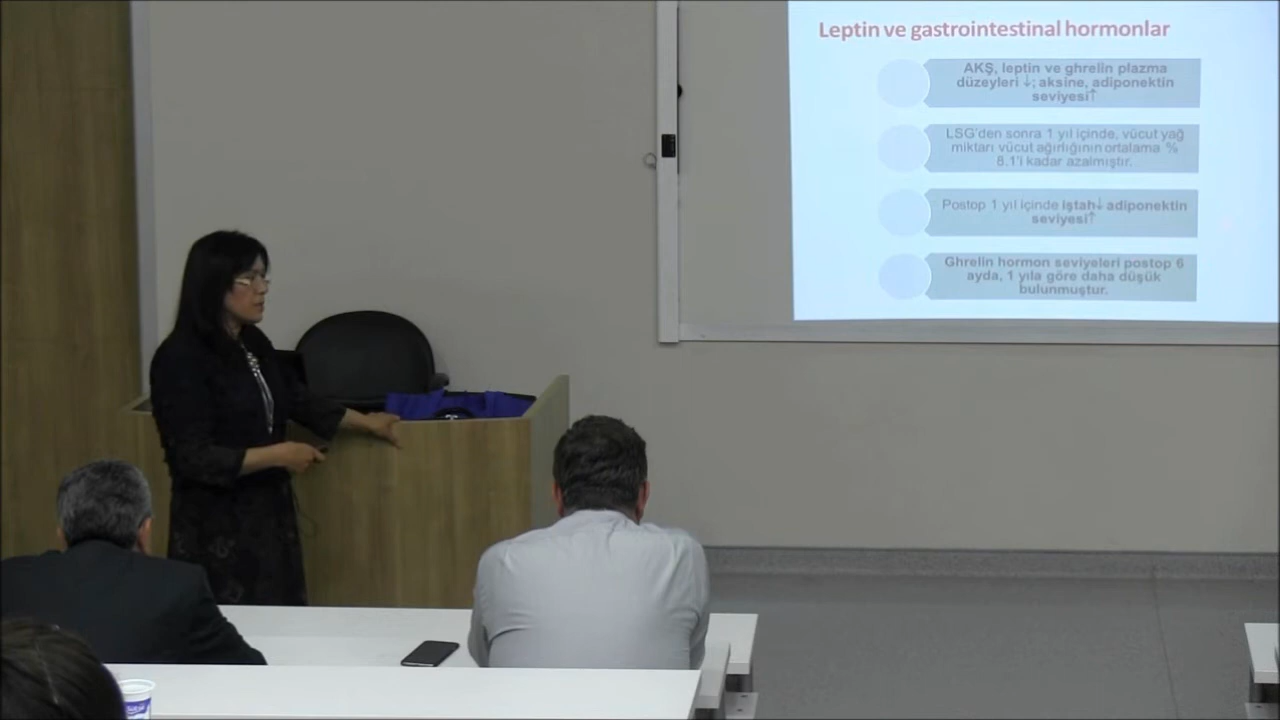 Leptin ve gastrointestinal hormonlar
AKŞ, leptin ve ghrelin plazma
düzeyleri ↓; aksine, adiponektin
seviyesi↑
LSG'den sonra 1 yıl içinde, vücut yağ
miktarı vücut ağırlığının ortalama %
8.1'i kadar azalmıştır.
Postop 1 yıl içinde iştah↓ adiponektin
seviyesi↑
Ghrelin hormon seviyeleri postop 6
ayda, 1 yıla göre daha düşük
bulunmuştur.